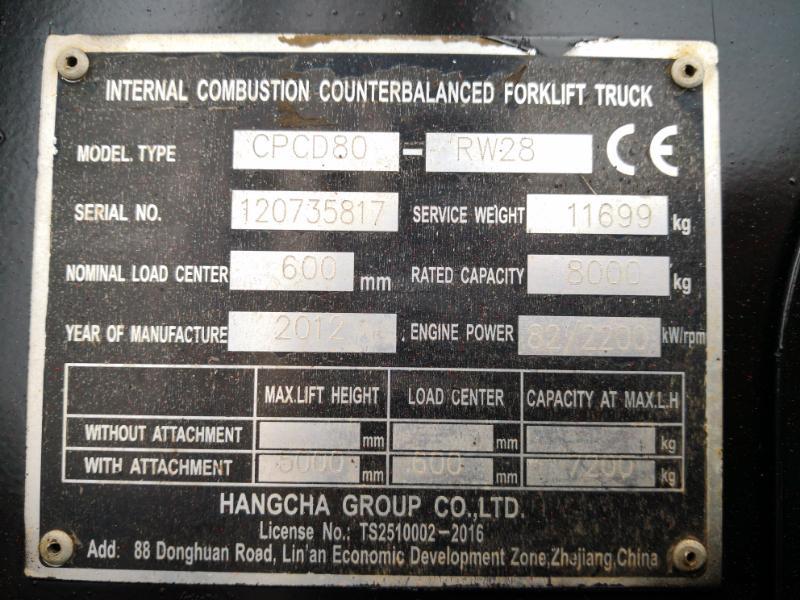 INTERNAL COMBUSTION COUNTERBALANCED FORKLIFT TRUCK
MODEL. TYPE CPCD80 - RW28 CE
SERIAL NO. 120735817 SERVICE WEIGHT 11699 kg
NOMINAL LOAD CENTER 600 mm RATED CAPACITY 8000 kg
YEAR OF MANUFACTURE 2012 ENGINE POWER 82/2200 kW/rpm
MAX.LIFT HEIGHT LOAD CENTER CAPACITY AT MAX.L.H
WITHOUT ATTACHMENT mm mm kg
WITH ATTACHMENT 5000 mm 600 mm 7200 kg
HANGCHA GROUP CO.,LTD.
License No.: TS2510002-2016
Add: 88 Donghuan Road, Lin'an Economic Development Zone,Zhejiang,China